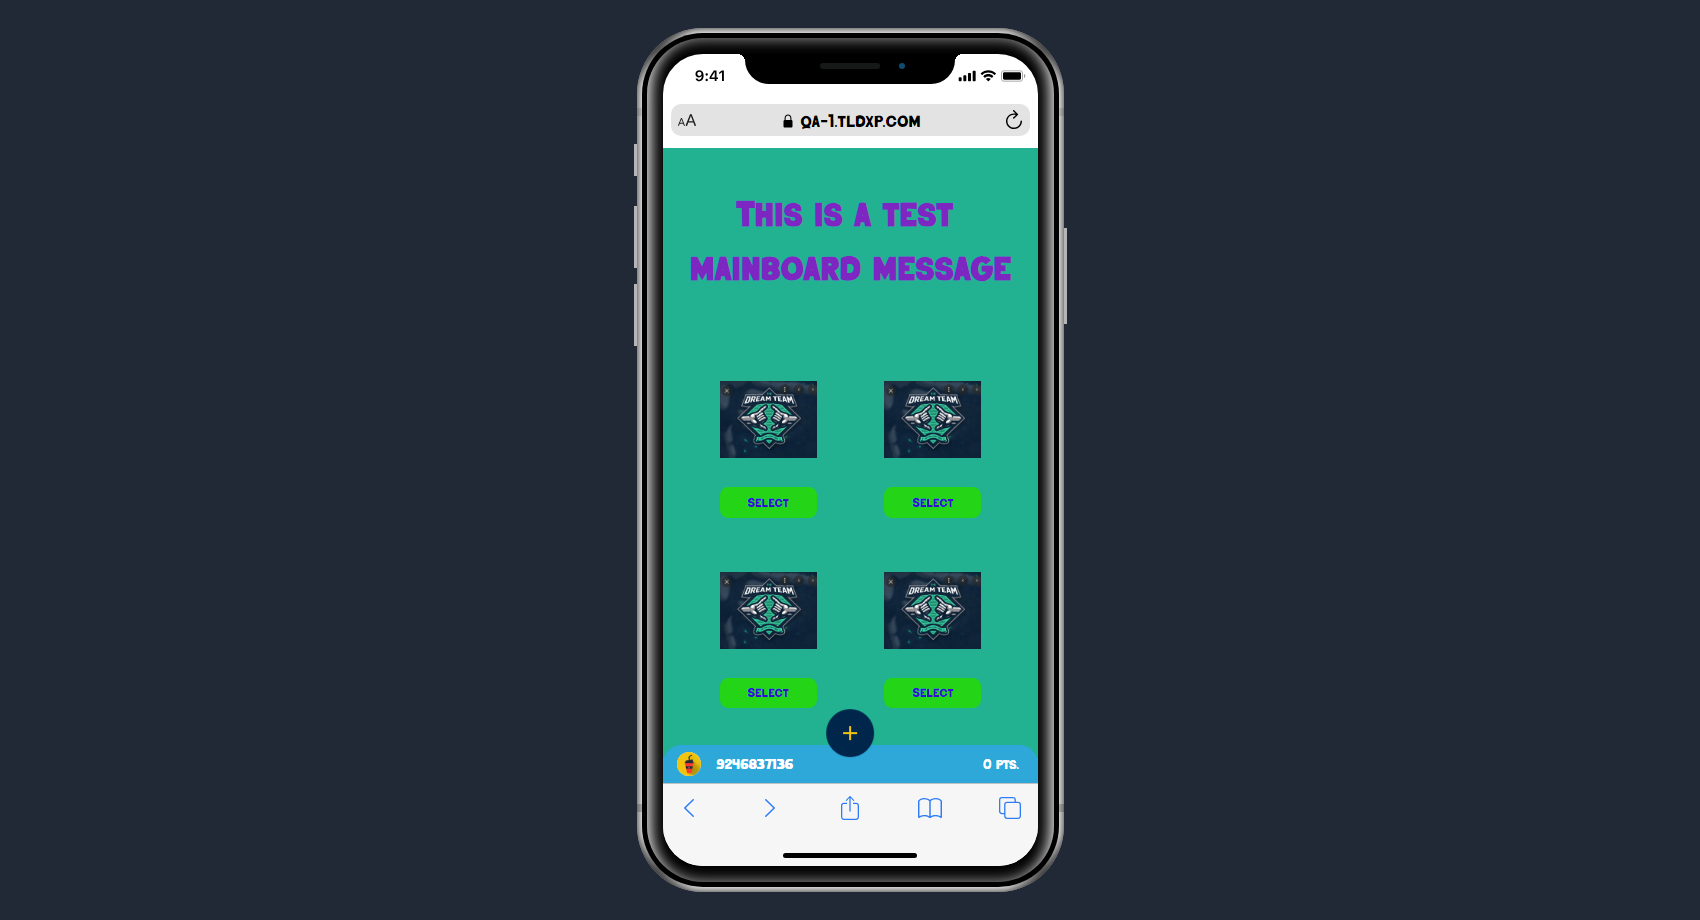 9:41
AA
QA-1.TLDXP.COM
THIS IS A TEST
MAINBOARD MESSAGE
DREAM TEAM
DREAM TEAM
SELECT
SELECT
DREAM TEAM
DREAM TEAM
SELECT
SELECT
+
9246837136
0 PTS.